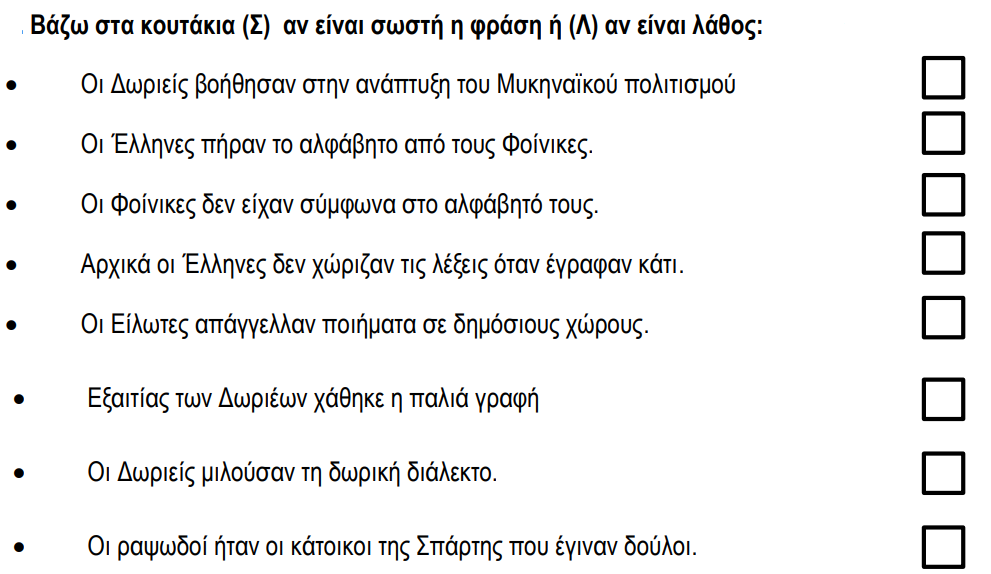 . Βάζω στα κουτάκια (Σ) αν είναι σωστή η φράση ή (Λ) αν είναι λάθος:
• Οι Δωριείς βοήθησαν στην ανάπτυξη του Μυκηναϊκού πολιτισμού
• Οι Έλληνες πήραν το αλφάβητο από τους Φοίνικες.
• Οι Φοίνικες δεν είχαν σύμφωνα στο αλφάβητό τους.
• Αρχικά οι Έλληνες δεν χώριζαν τις λέξεις όταν έγραφαν κάτι.
• Οι Είλωτες απάγγελλαν ποιήματα σε δημόσιους χώρους.
• Εξαιτίας των Δωριέων χάθηκε η παλιά γραφή
• Οι Δωριείς μιλούσαν τη δωρική διάλεκτο.
• Οι ραψωδοί ήταν οι κάτοικοι της Σπάρτης που έγιναν δούλοι.